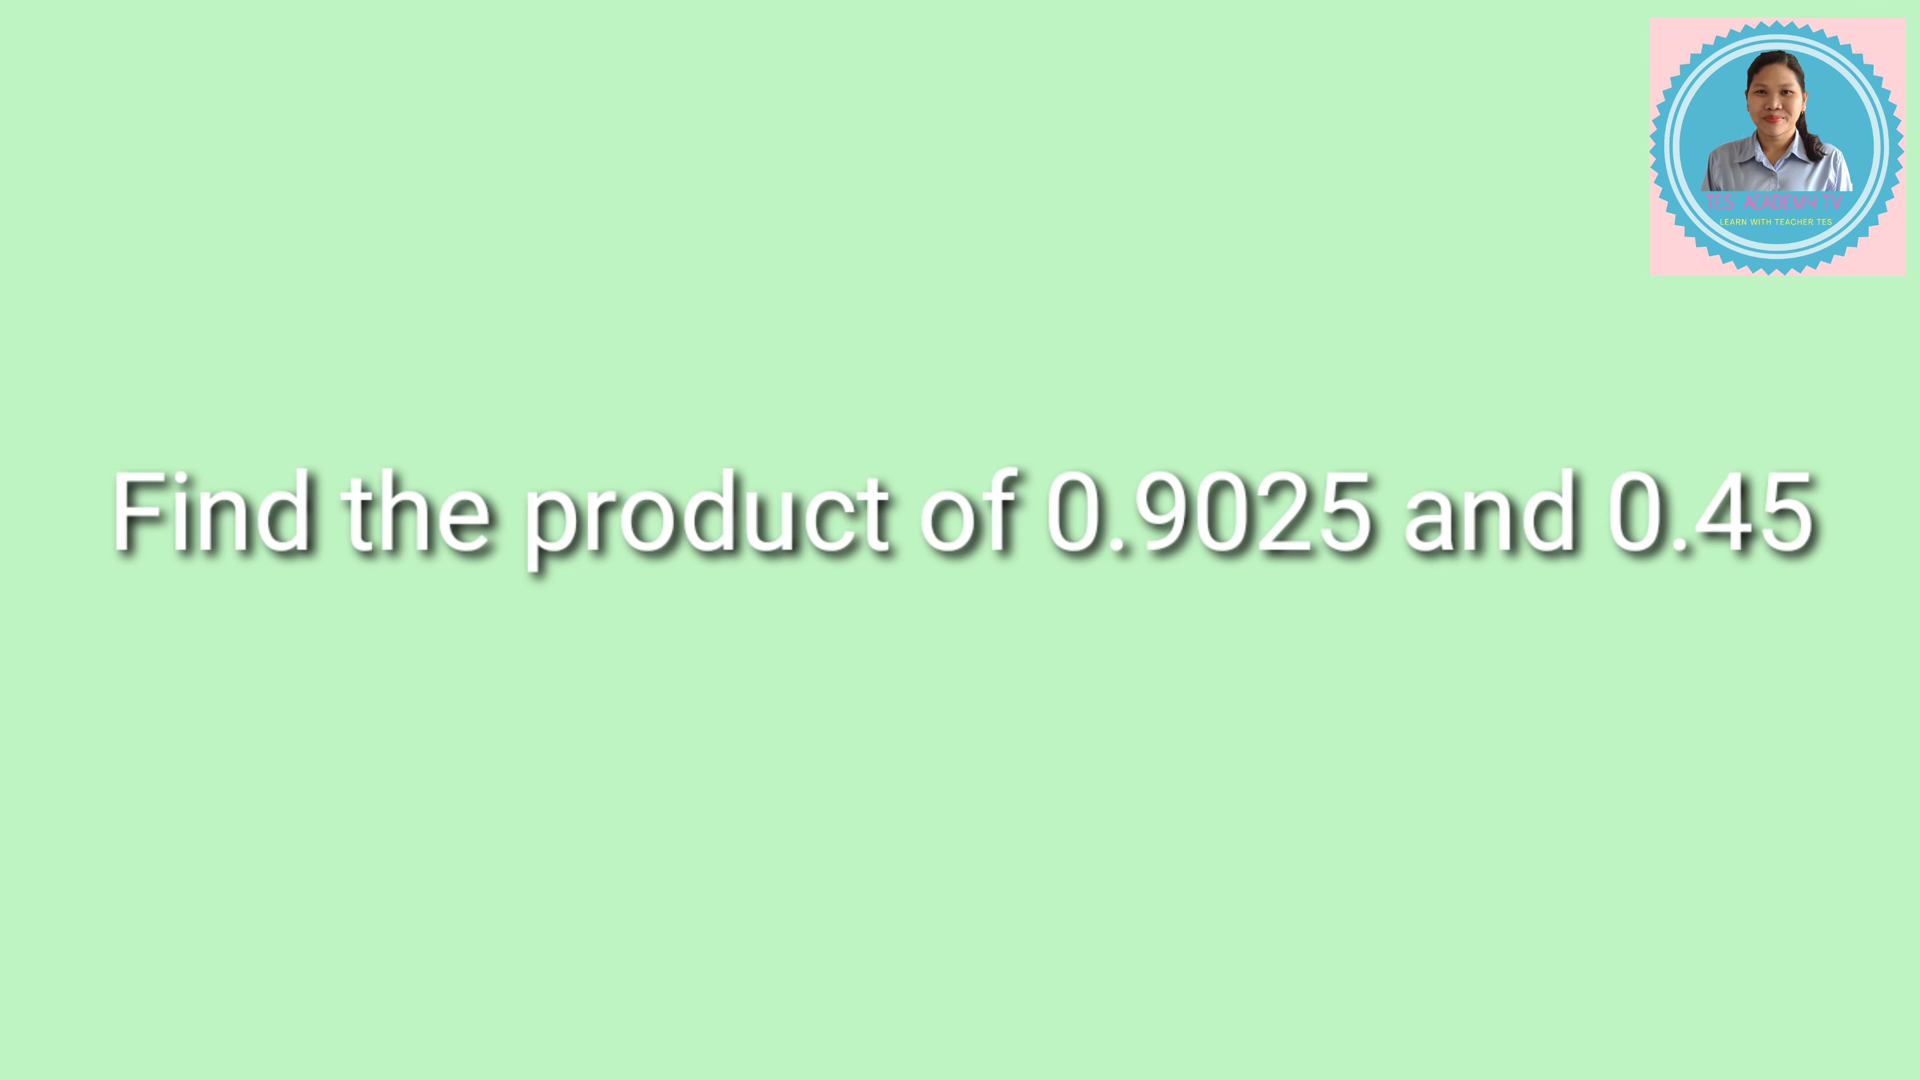 TES' ACADEMY TV
LEARN WITH TEACHER TES
Find the product of 0.9025 and 0.45